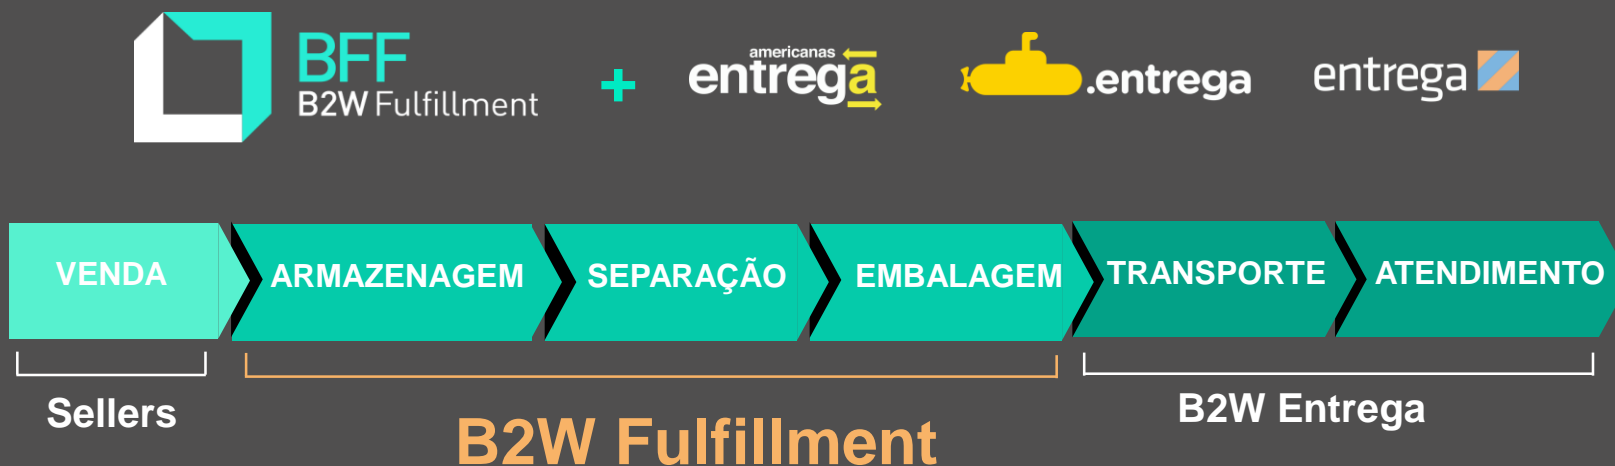 BFF
B2W Fulfillment
+
americanas
entrega
.entrega
entrega
VENDA
ARMAZENAGEM
SEPARAÇÃO
EMBALAGEM
TRANSPORTE
ATENDIMENTO
Sellers
B2W Fulfillment
B2W Entrega